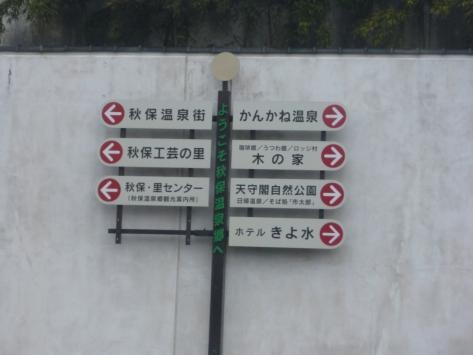 ようこそ秋保温泉郷へ
秋保温泉街
秋保工芸の里
秋保・里センター
(秋保温泉郷観光案内所)
かんかね温泉
珈琲館/うつわ館/ロッジ村
木の家
天守閣自然公園
日帰温泉/そば処「市太郎」
ホテル きよ水